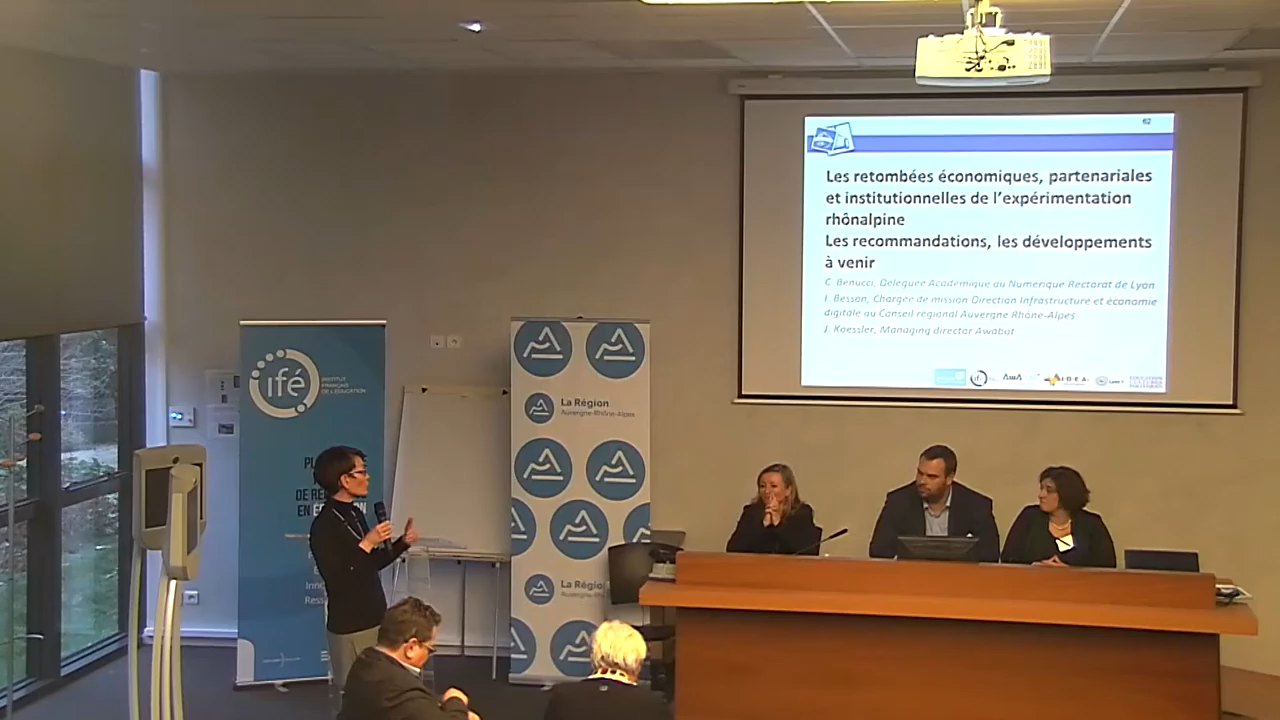 62
Les retombées économiques, partenariales
et institutionnelles de l'expérimentation
rhônalpine
Les recommandations, les développements
à venir
C. Benucci, Déléguée Académique au Numérique Rectorat de Lyon
I. Besson, Chargée de mission Direction Infrastructure et économie
digitale au Conseil régional Auvergne Rhône-Alpes
J. Koessler, Managing director Awabot
ifé
INSTITUT
FRANÇAIS
DE L'ÉDUCATION
La Région
Auvergne-Rhône-Alpes
EN
La Régio